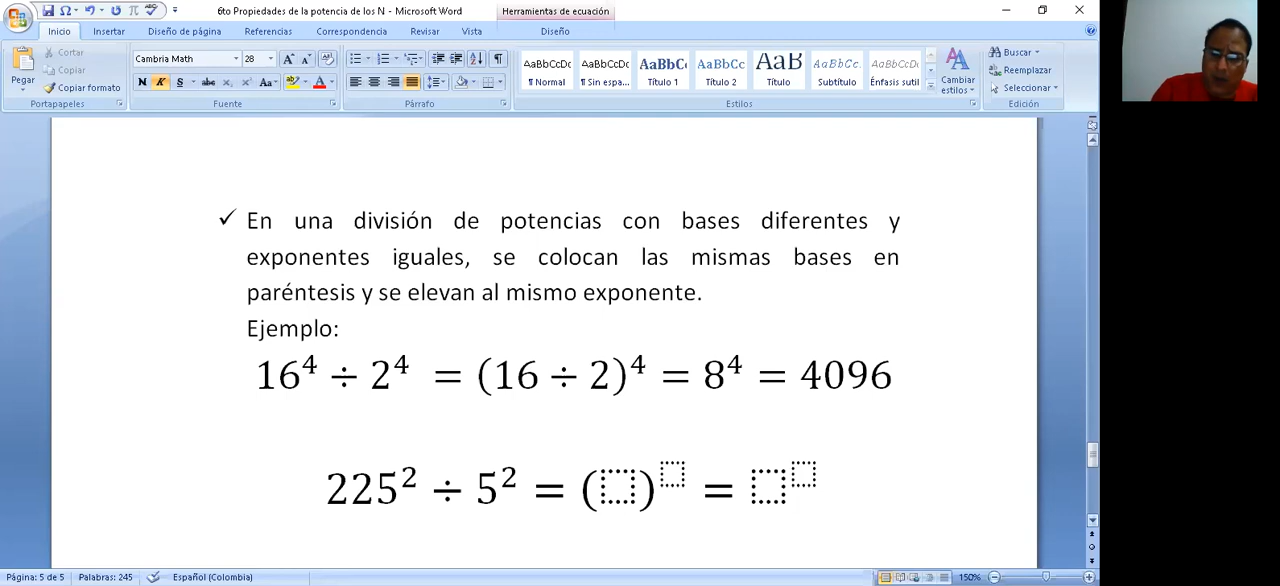 6to Propiedades de la potencia de los N - Microsoft Word
Herramientas de ecuación
Inicio Insertar Diseño de página Referencias Correspondencia Revisar Vista Diseño
Pegar
Cortar
Copiar
Copiar formato
Portapapeles
Cambria Math 28
N K S abc x, x' Aa
Fuente
Párrafo
AaBbCcDc AaBbCcDc AaBbC( AaBbCc AaB AaBbCc. AaBbCcDc
¶ Normal ¶ Sin espa... Título 1 Título 2 Título Subtítulo Énfasis sutil
Cambiar estilos
Estilos
Buscar
Reemplazar
Seleccionar
Edición
✓ En una división de potencias con bases diferentes y
exponentes iguales, se colocan las mismas bases en
paréntesis y se elevan al mismo exponente.
Ejemplo:
16⁴ ÷ 2⁴ = (16 ÷ 2)⁴ = 8⁴ = 4096
225² ÷ 5² = (⬚)^⬚ = ⬚^⬚
Página: 5 de 5 Palabras: 245 Español (Colombia) 150%